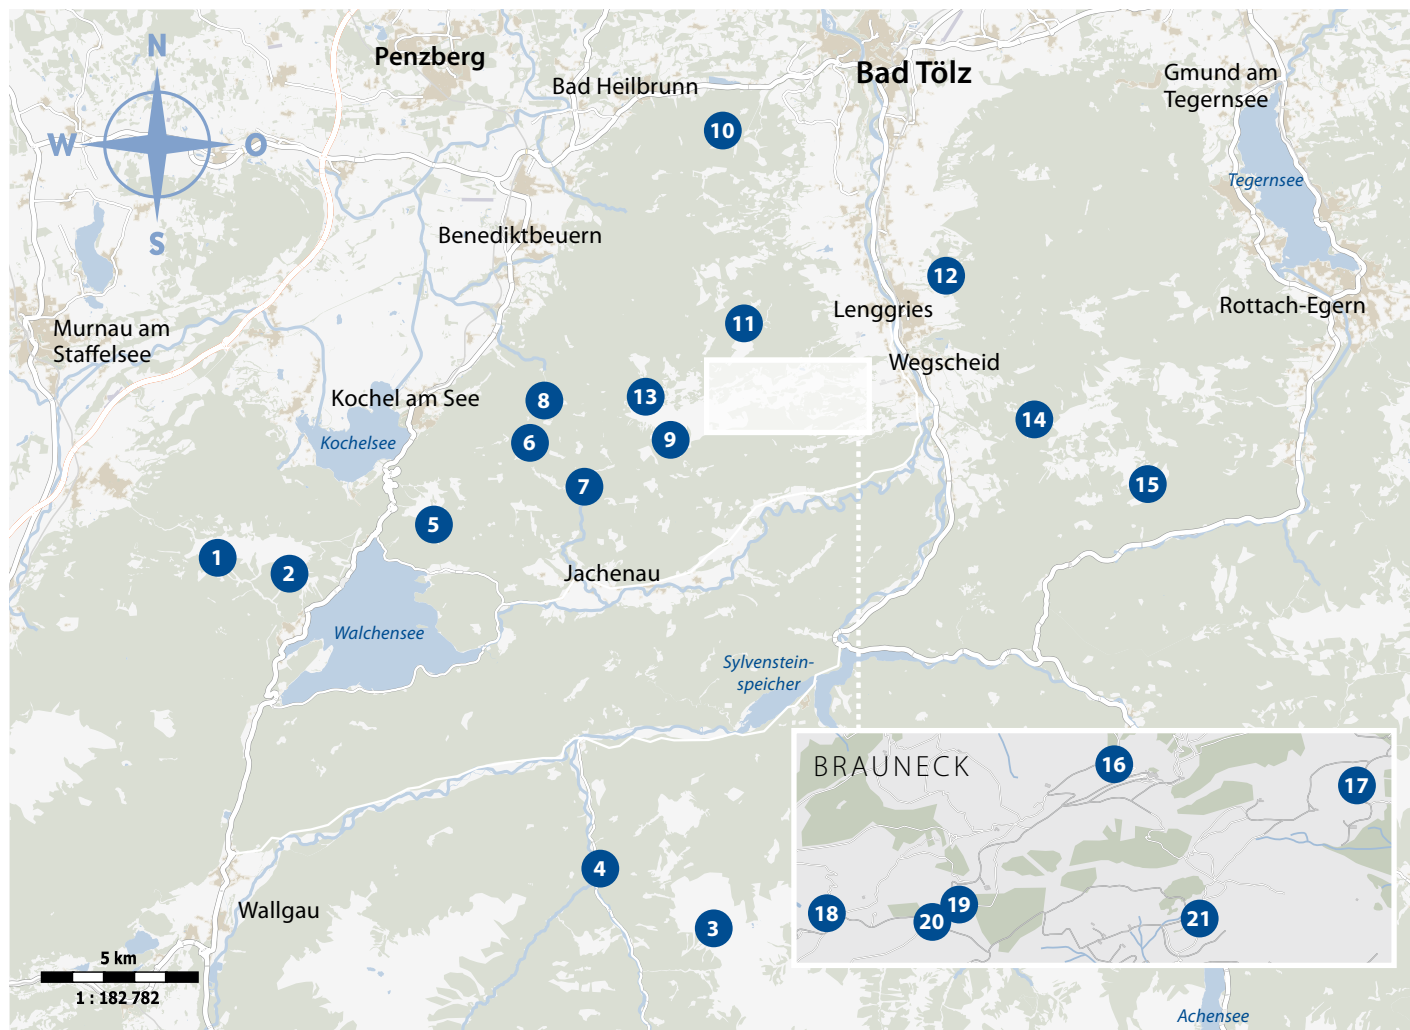 N
W
O
S
Penzberg
Bad Heilbrunn
Bad Tölz
Gmund am
Tegernsee
10
Tegernsee
Benediktbeuern
12
Murnau am
Staffelsee
11
Lenggries
Rottach-Egern
Wegscheid
Kochel am See
8
13
14
Kochelsee
6
9
7
15
5
1
2
Jachenau
Walchensee
Sylvenstein-
speicher
BRAUNECK
16
17
4
18
19
20
21
3
Wallgau
5 km
1 : 182 782
Achensee